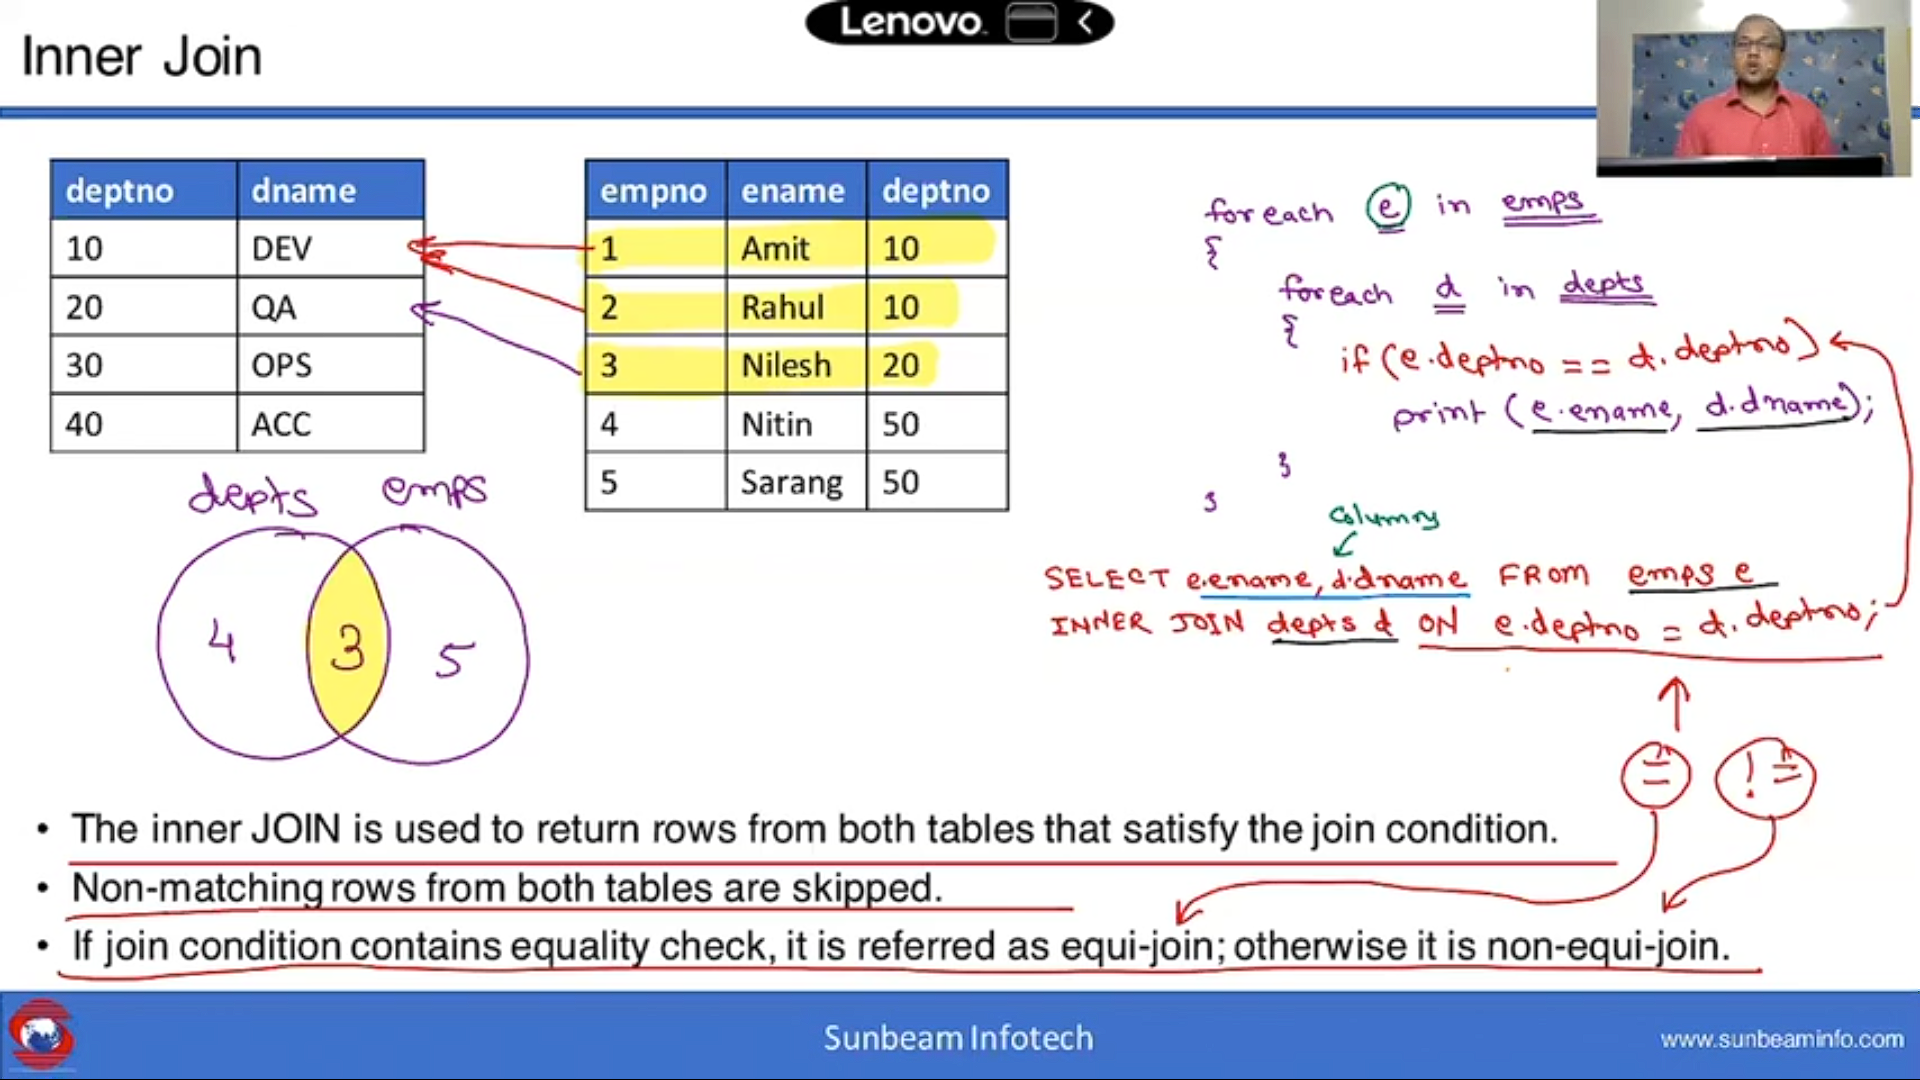 Lenovo
Inner Join
deptno dname
10 DEV
20 QA
30 OPS
40 ACC
empno ename deptno
1 Amit 10
2 Rahul 10
3 Nilesh 20
4 Nitin 50
5 Sarang 50
foreach e in emps
{
foreach d in depts
{
if (e.deptno == d.deptno)
print (e.ename, d.dname);
}
}
depts emps
4 3 5
columns
SELECT e.ename, d.dname FROM emps e
INNER JOIN depts d ON e.deptno = d.deptno;
= !=
• The inner JOIN is used to return rows from both tables that satisfy the join condition.
• Non-matching rows from both tables are skipped.
• If join condition contains equality check, it is referred as equi-join; otherwise it is non-equi-join.
Sunbeam Infotech
www.sunbeaminfo.com